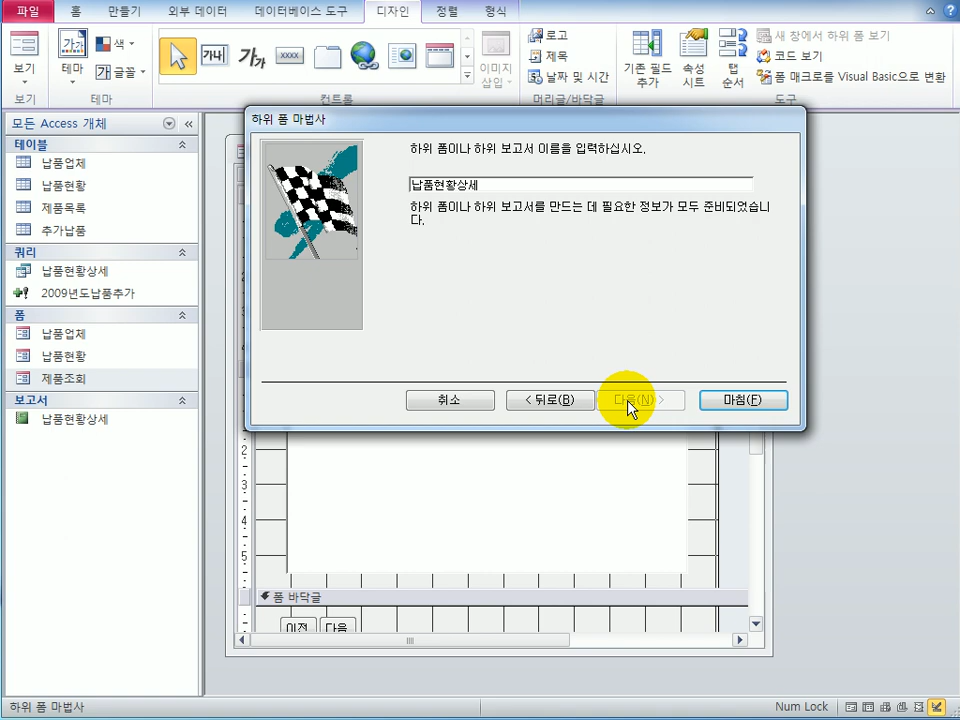 파일 홈 만들기 외부 데이터 데이터베이스 도구 디자인 정렬 형식
보기
보기
가가
테마
색
가 글꼴
테마
가나
가가
xxxx
컨트롤
이미지
삽입
로고
제목
날짜 및 시간
머리글/바닥글
기존 필드
추가
속성
시트
탭
순서
새 창에서 하위 폼 보기
코드 보기
폼 매크로를 Visual Basic으로 변환
도구
모든 Access 개체
테이블
납품업체
납품현황
제품목록
추가납품
쿼리
납품현황상세
2009년도납품추가
폼
납품업체
납품현황
제품조회
보고서
납품현황상세
하위 폼 마법사
하위 폼이나 하위 보고서 이름을 입력하십시오.
납품현황상세
하위 폼이나 하위 보고서를 만드는 데 필요한 정보가 모두 준비되었습니
다.
취소
< 뒤로(B)
다음(N) >
마침(F)
2
3
4
5
폼 바닥글
이전
다음
하위 폼 마법사
Num Lock